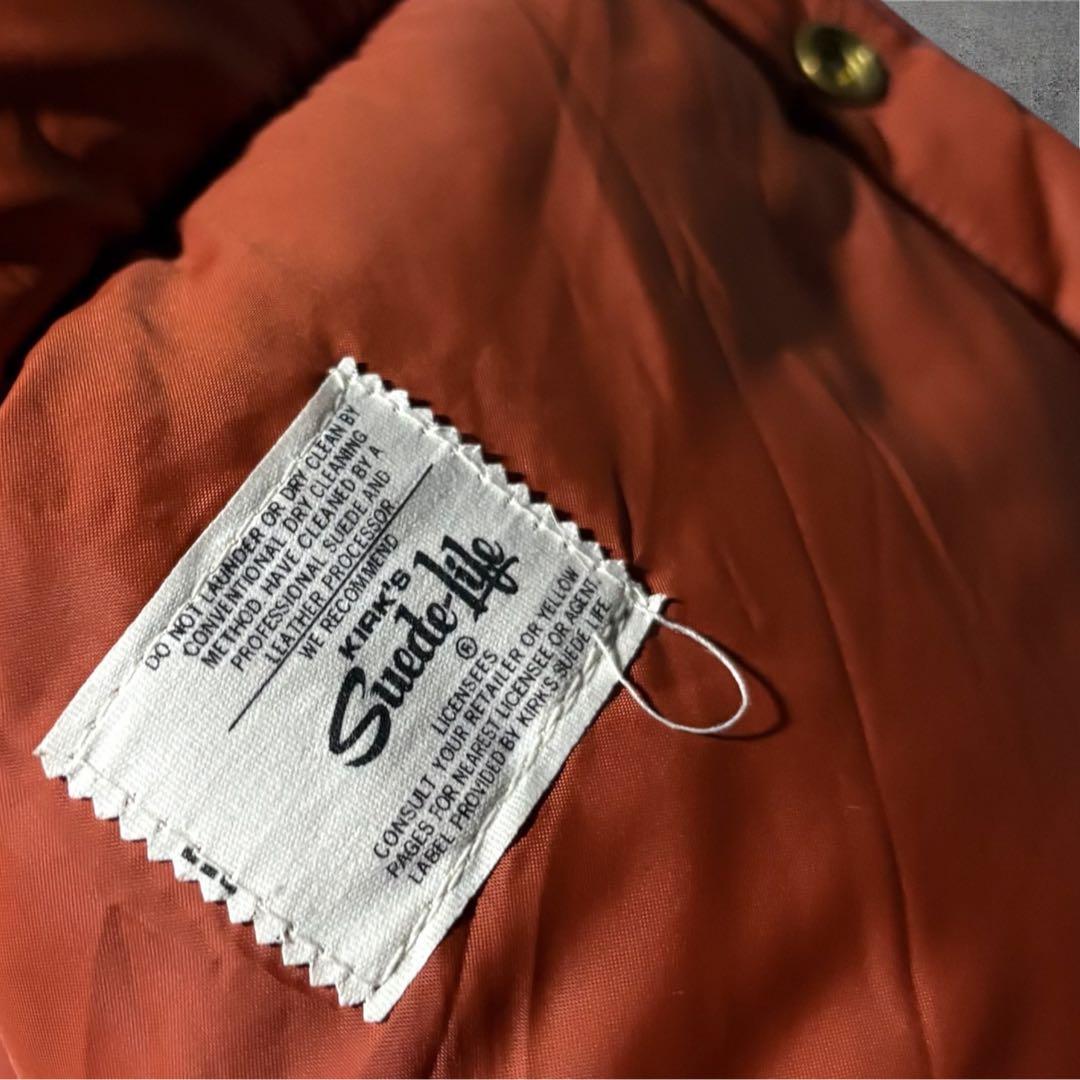 DO NOT LAUNDER OR DRY CLEAN BY
CONVENTIONAL DRY CLEANING
METHOD HAVE CLEANED BY A
PROFESSIONAL SUEDE AND
LEATHER PROCESSOR
WE RECOMMEND
KIRK'S
Suede-Life
®
LICENSEES
CONSULT YOUR RETAILER OR YELLOW
PAGES FOR NEAREST LICENSEE OR AGENT
LABEL PROVIDED BY KIRK'S SUEDE LIFE